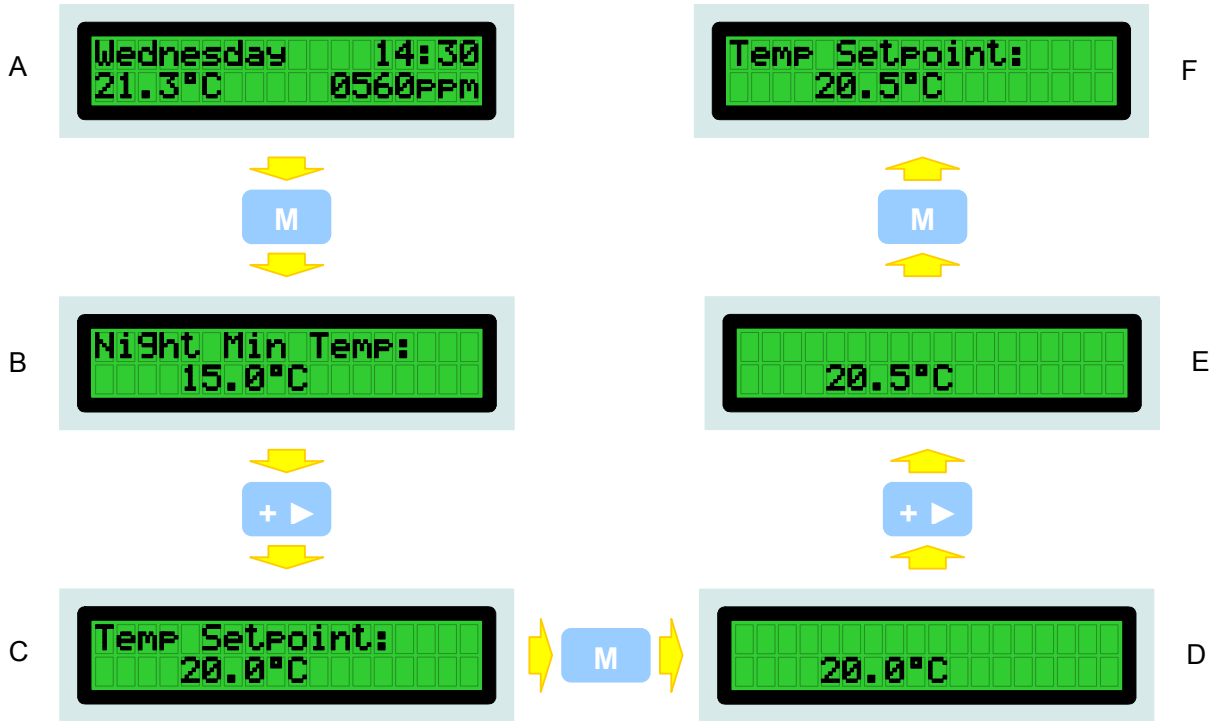 A
Wednesday 14:30
21.3°C 0560ppm
M
B
Night Min Temp:
15.0°C
+ ►
C
Temp Setpoint:
20.0°C
M
D
20.0°C
+ ►
E
20.5°C
M
F
Temp Setpoint:
20.5°C